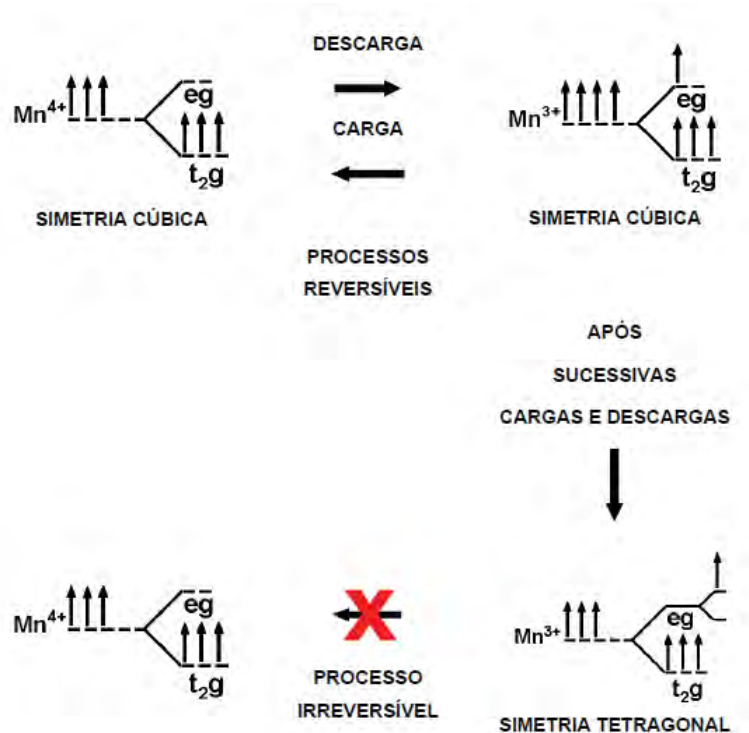 DESCARGA
Mn⁴⁺
eg
t₂g
SIMETRIA CÚBICA
CARGA
Mn³⁺
eg
t₂g
SIMETRIA CÚBICA
PROCESSOS
REVERSÍVEIS
APÓS
SUCESSIVAS
CARGAS E DESCARGAS
Mn⁴⁺
eg
t₂g
X
PROCESSO
IRREVERSÍVEL
Mn³⁺
eg
t₂g
SIMETRIA TETRAGONAL